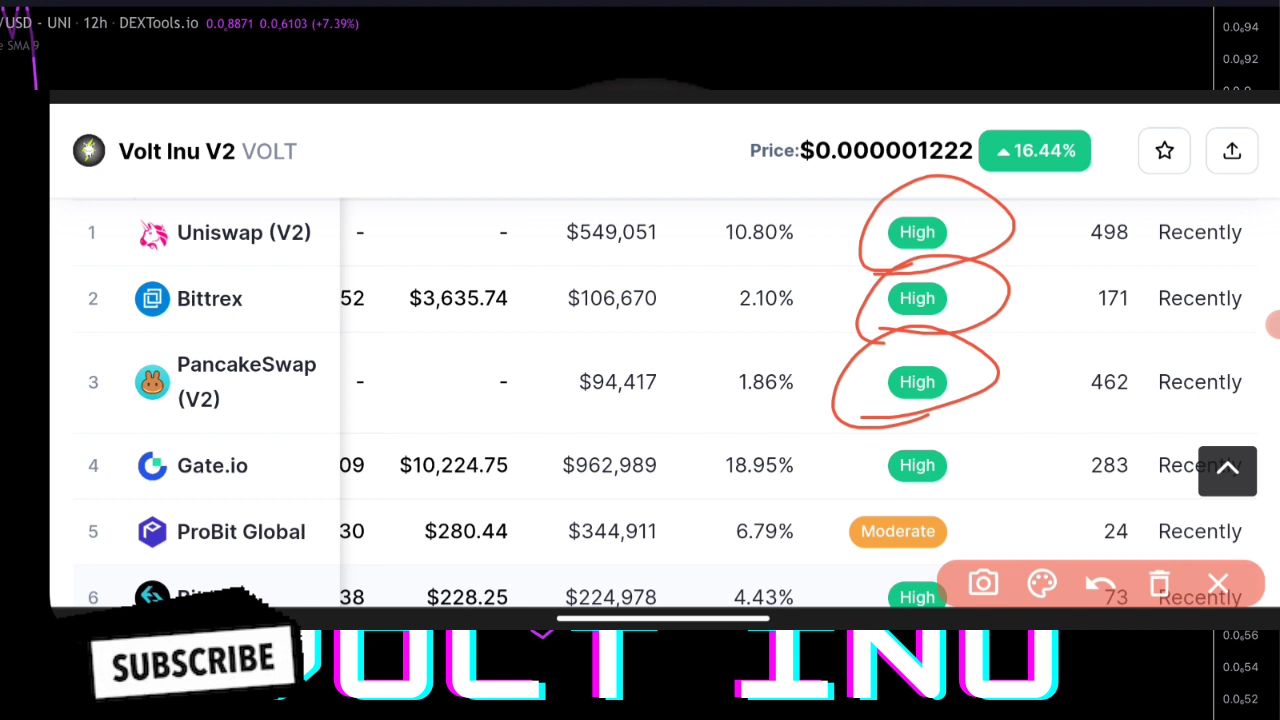 /USD - UNI · 12h · DEXTools.io 0.0₆8871 0.0₆6103 (+7.39%)
SMA 9
0.0₆94
0.0₆92
Volt Inu V2 VOLT
Price:$0.000001222
16.44%
1 Uniswap (V2) - - $549,051 10.80% High 498 Recently
2 Bittrex 52 $3,635.74 $106,670 2.10% High 171 Recently
3 PancakeSwap (V2) - - $94,417 1.86% High 462 Recently
4 Gate.io 09 $10,224.75 $962,989 18.95% High 283
5 ProBit Global 30 $280.44 $344,911 6.79% Moderate 24 Recently
6 38 $228.25 $224,978 4.43% High 73 Recently
0.0₆56
0.0₆54
0.0₆52
SUBSCRIBE
VOLT INU